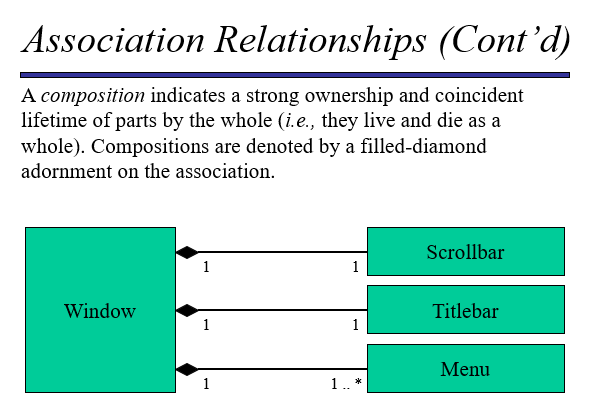 Association Relationships (Cont’d)
A composition indicates a strong ownership and coincident
lifetime of parts by the whole (i.e., they live and die as a
whole). Compositions are denoted by a filled-diamond
adornment on the association.
Scrollbar
1 1
Window
Titlebar
1 1
Menu
1 1 .. *